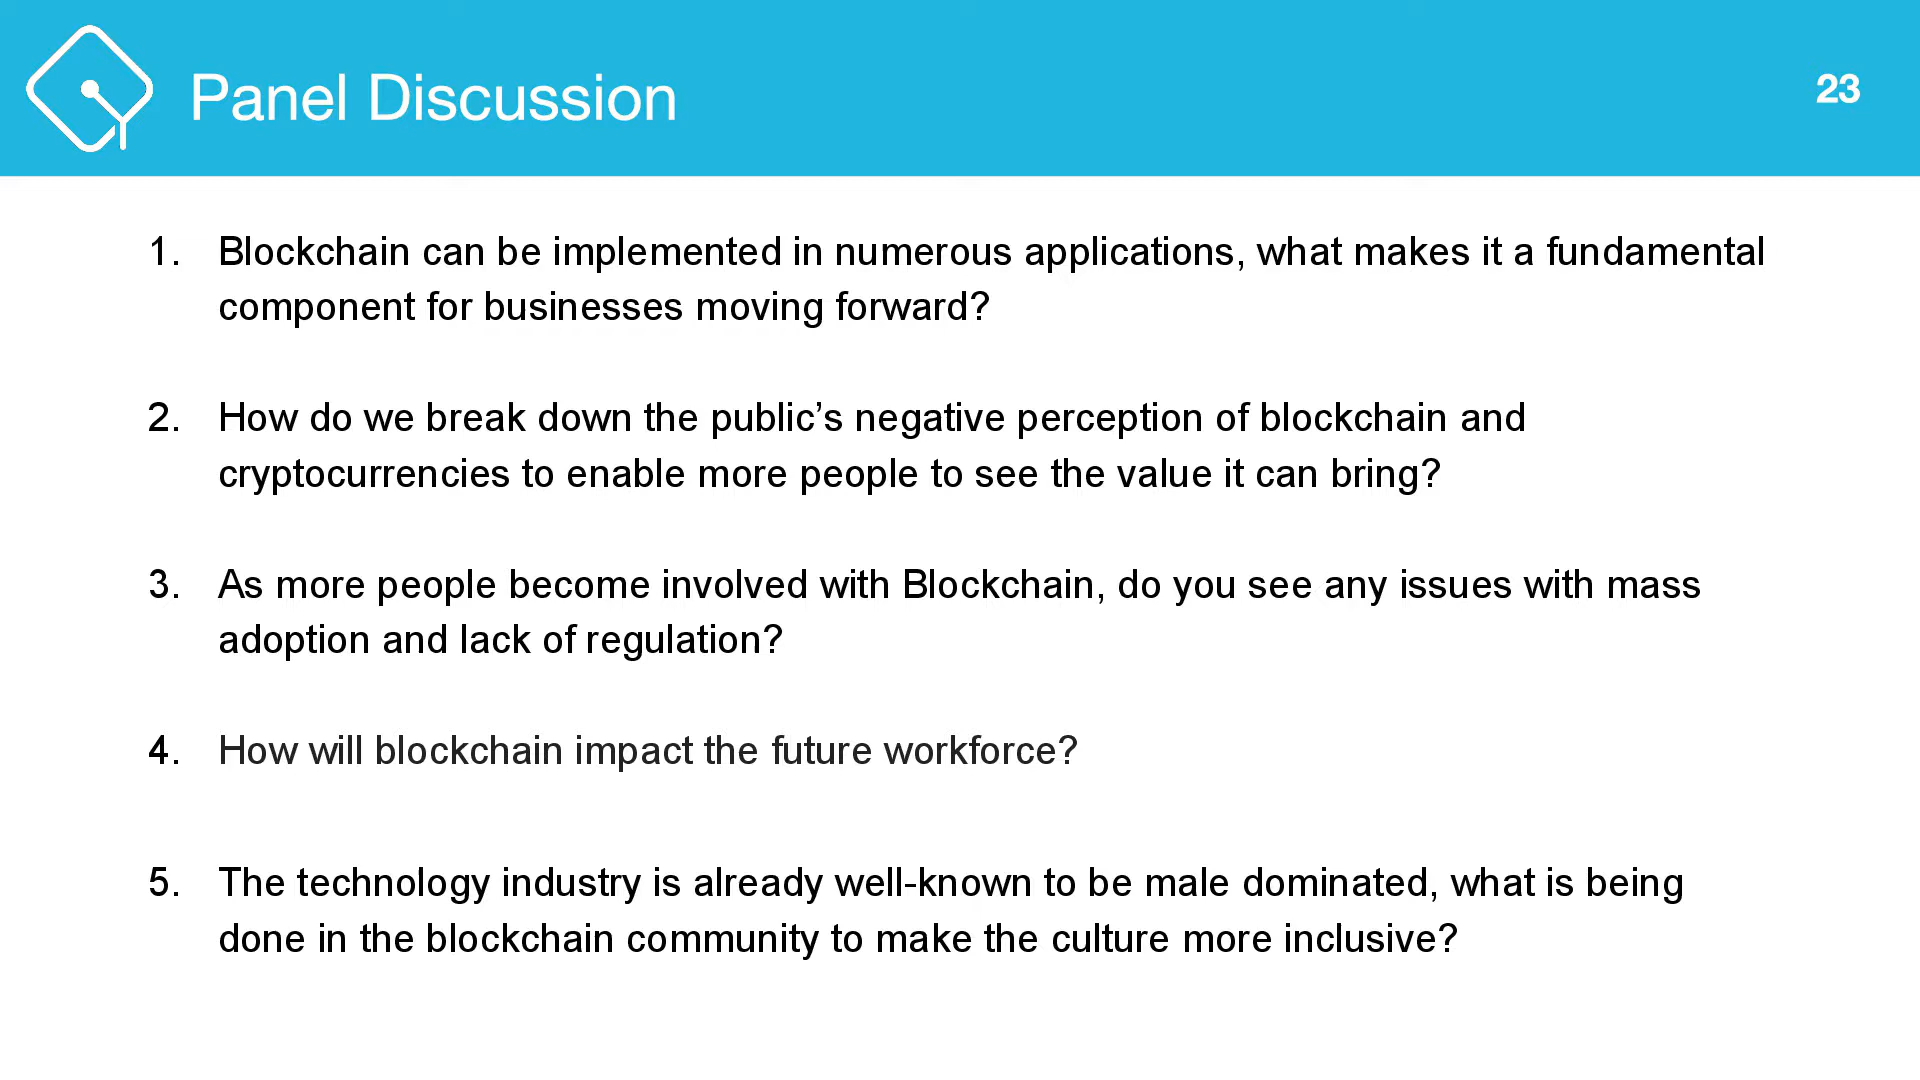 Panel Discussion
23
1. Blockchain can be implemented in numerous applications, what makes it a fundamental
component for businesses moving forward?
2. How do we break down the public’s negative perception of blockchain and
cryptocurrencies to enable more people to see the value it can bring?
3. As more people become involved with Blockchain, do you see any issues with mass
adoption and lack of regulation?
4. How will blockchain impact the future workforce?
5. The technology industry is already well-known to be male dominated, what is being
done in the blockchain community to make the culture more inclusive?